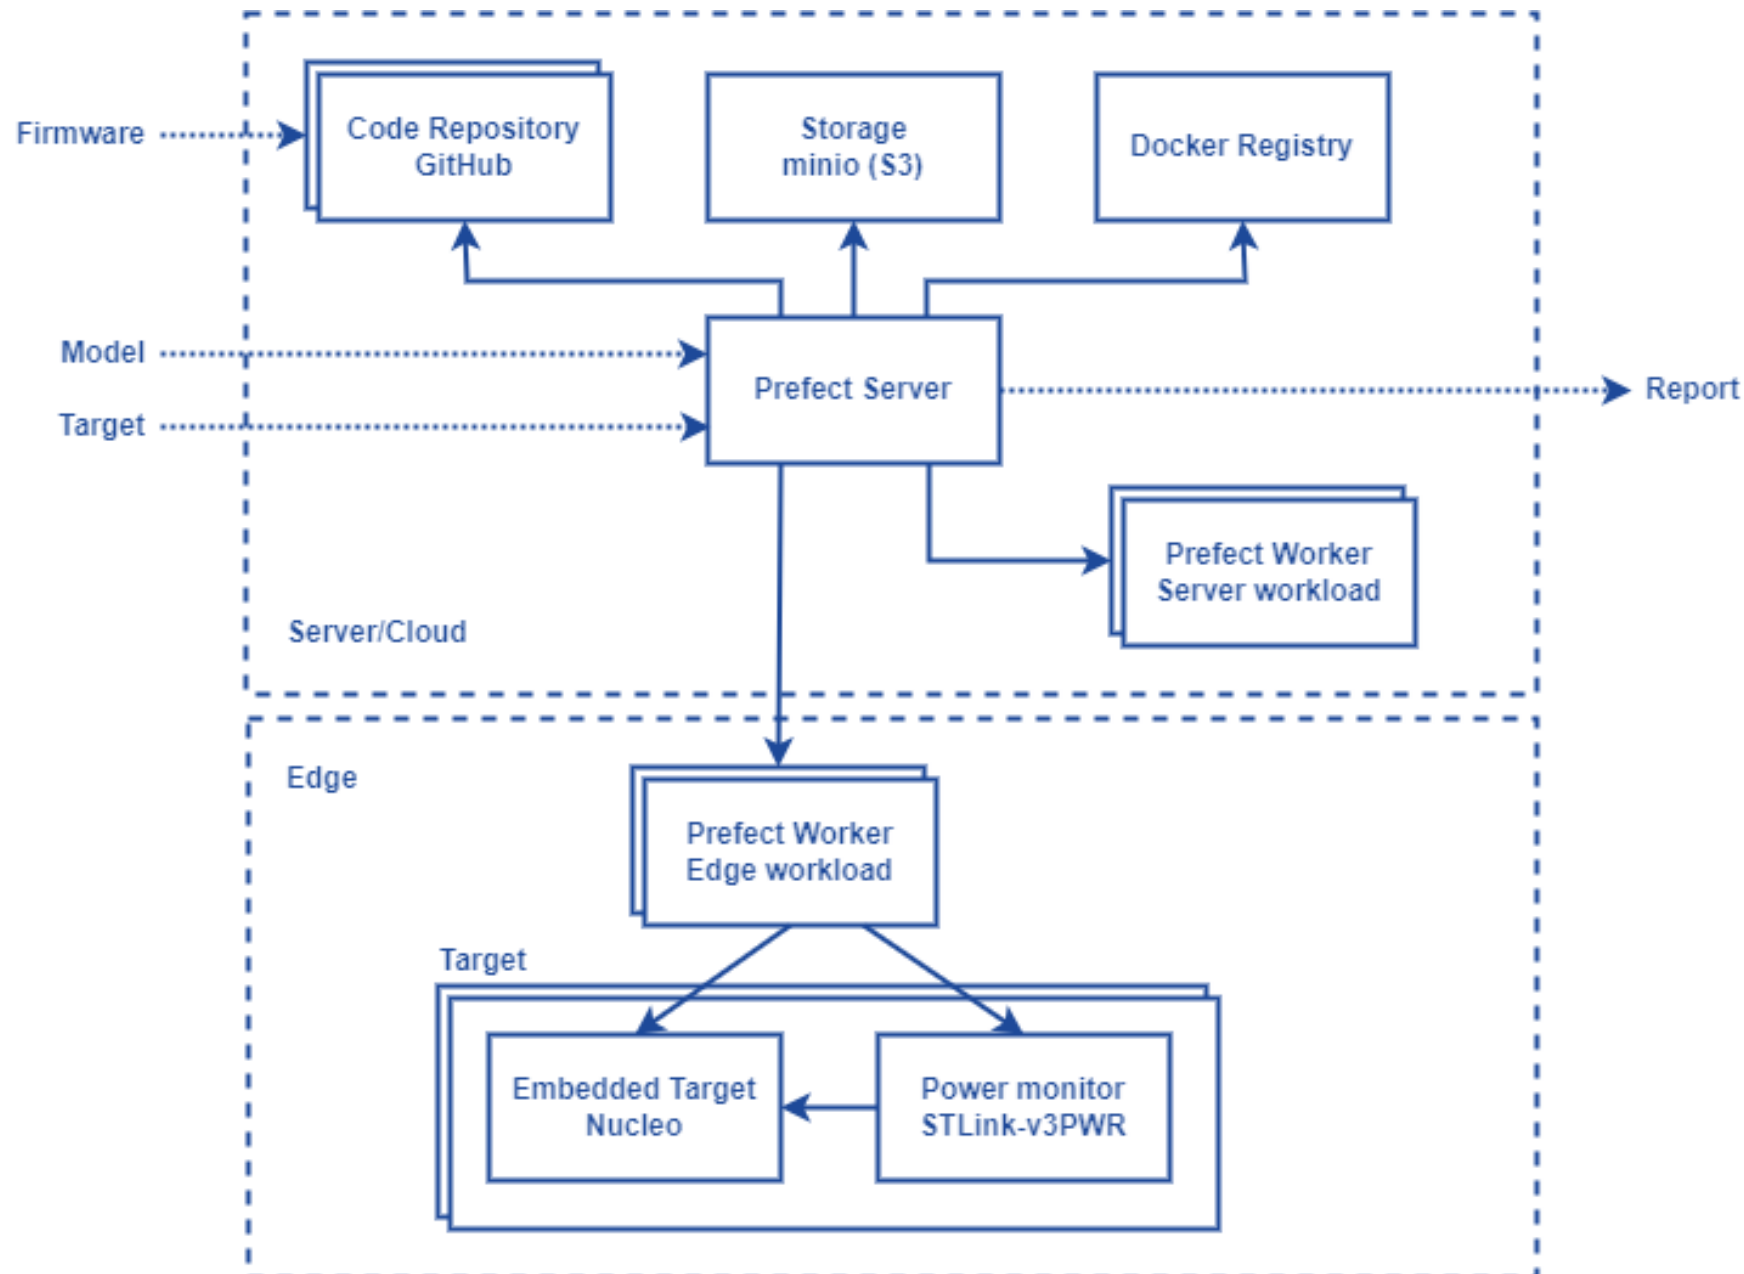 Firmware
Code Repository
GitHub
Storage
minio (S3)
Docker Registry
Model
Target
Prefect Server
Report
Prefect Worker
Server workload
Server/Cloud
Edge
Prefect Worker
Edge workload
Target
Embedded Target
Nucleo
Power monitor
STLink-v3PWR